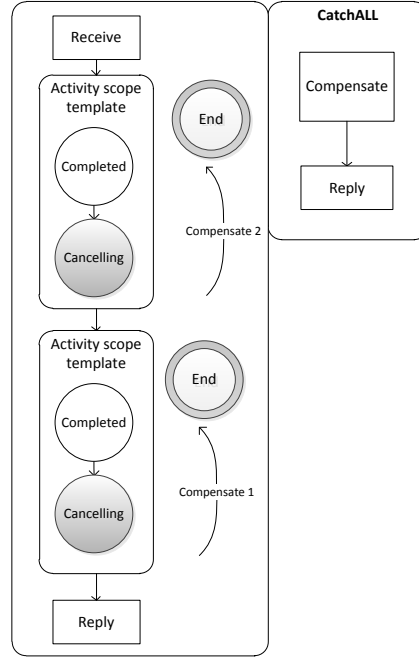 Receive
Activity scope
template
Completed
Cancelling
End
Compensate 2
Activity scope
template
Completed
Cancelling
End
Compensate 1
Reply
CatchALL
Compensate
Reply